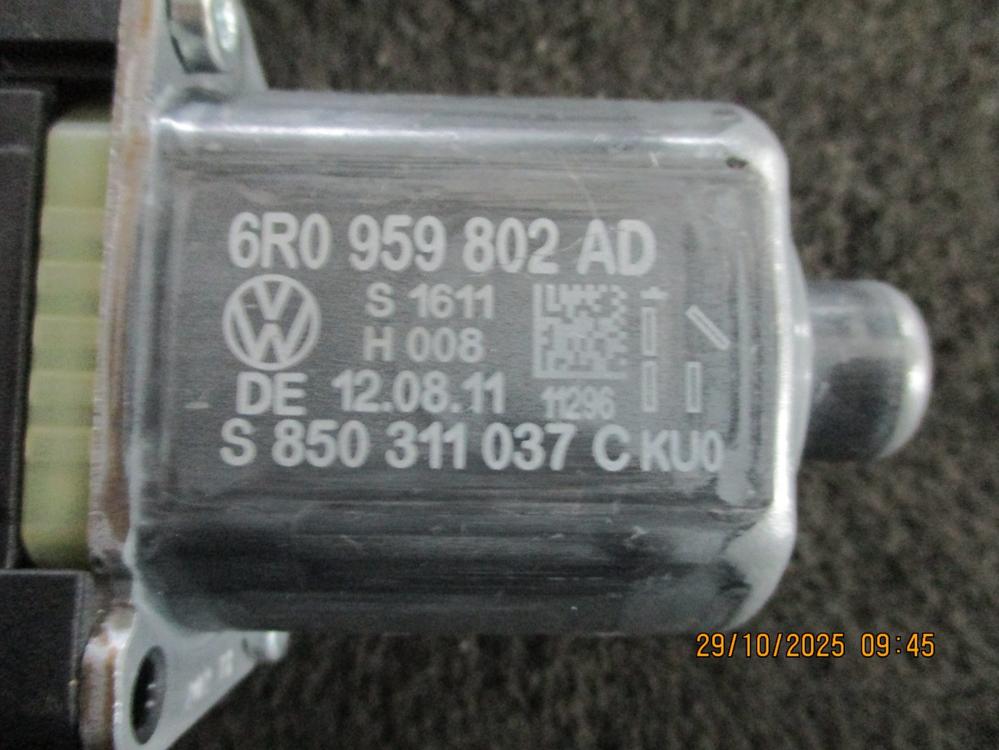 6R0 959 802 AD
S 1611
H 008
DE 12.08.11
11296
S 850 311 037 C KU0
29/10/2025 09:45